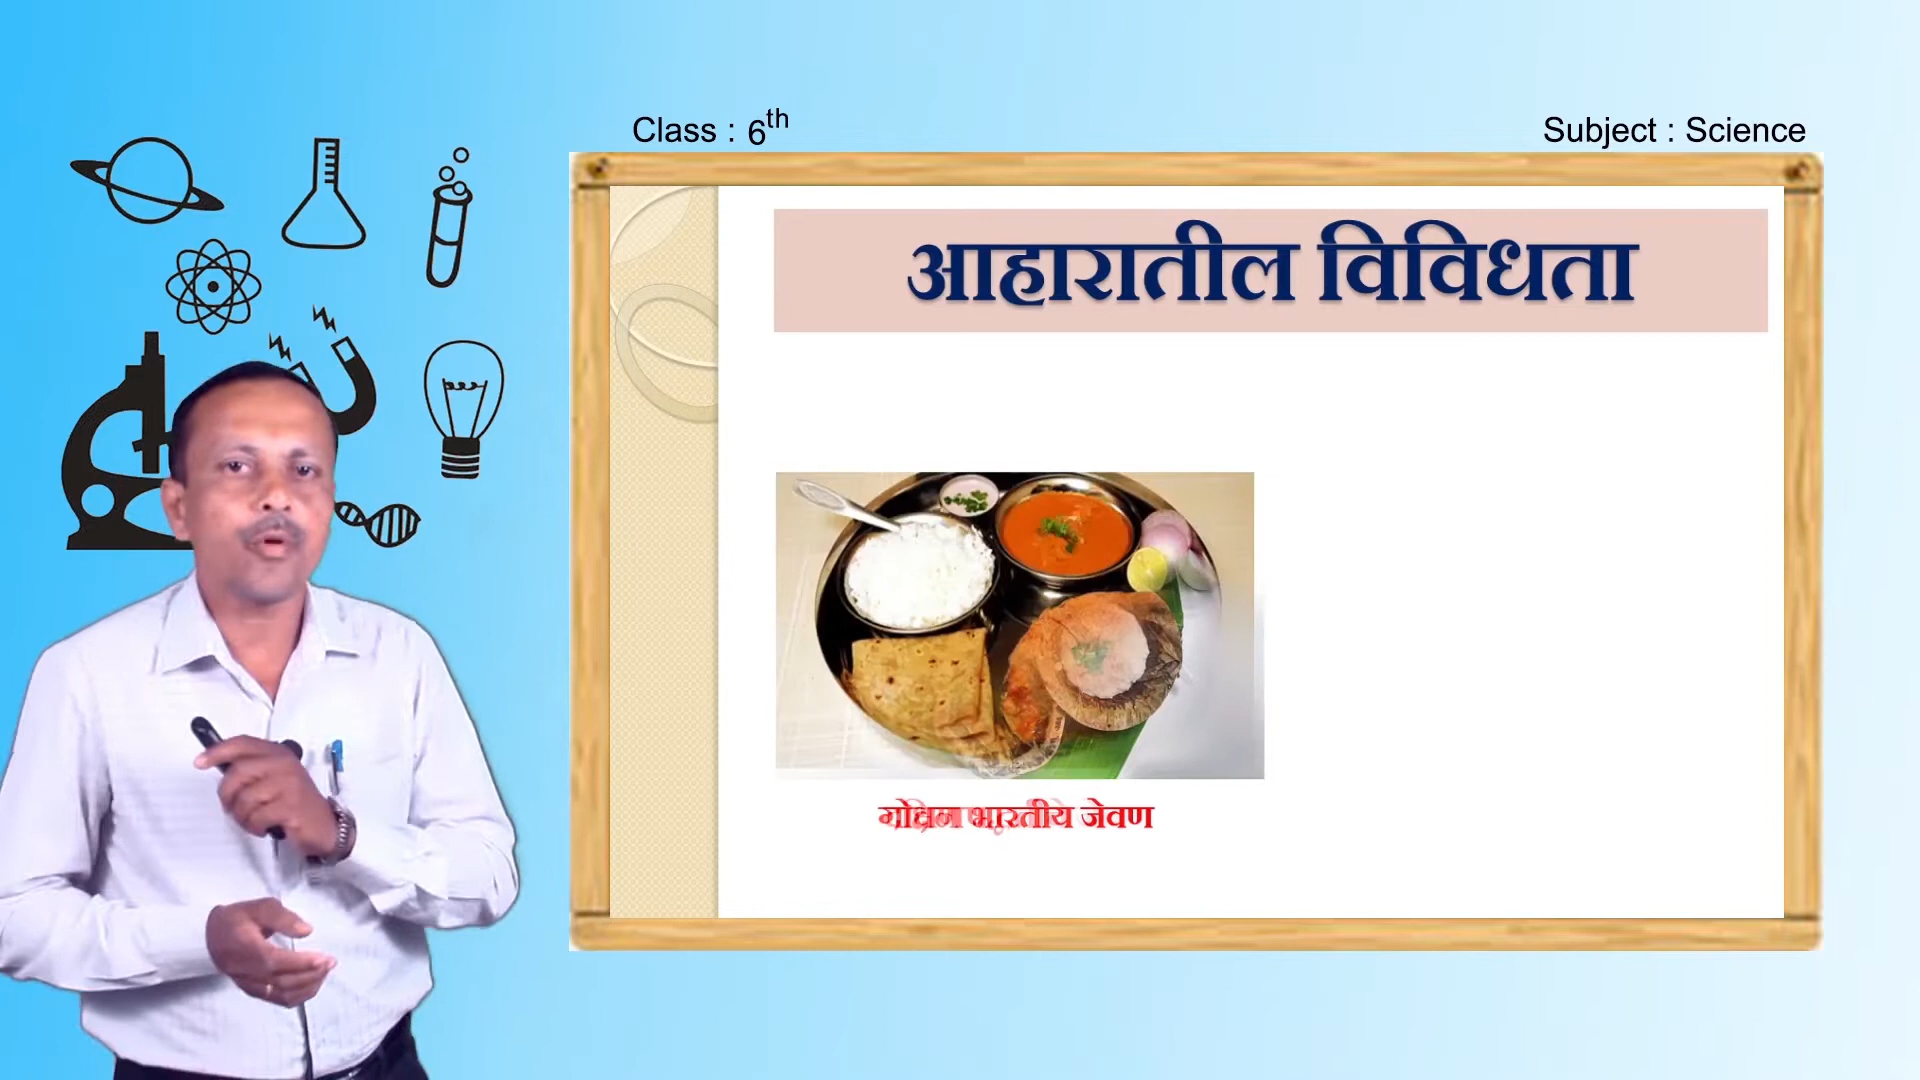 Class : 6th
Subject : Science
आहारातील विविधता
भारतीय जेवण